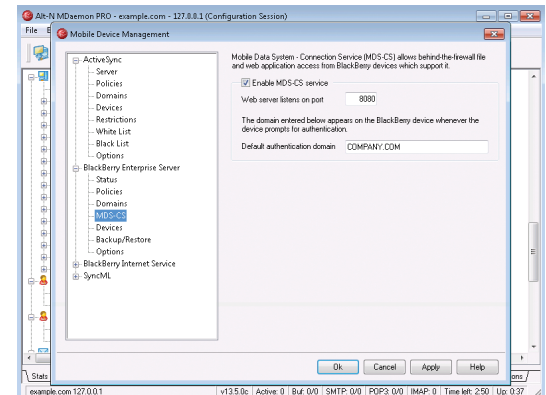 Alt-N MDaemon PRO - example.com - 127.0.0.1 (Configuration Session)
File
Mobile Device Management
ActiveSync
Server
Policies
Domains
Devices
Restrictions
White List
Black List
Options
BlackBerry Enterprise Server
Status
Policies
Domains
MDS-CS
Devices
Backup/Restore
Options
BlackBerry Internet Service
SyncML
Mobile Data System - Connection Service (MDS-CS) allows behind-the-firewall file
and web application access from BlackBerry devices which support it.
Enable MDS-CS service
Web server listens on port 8080
The domain entered below appears on the BlackBerry device whenever the
device prompts for authentication.
Default authentication domain COMPANY.COM
Ok Cancel Apply Help
Stats
example.com 127.0.0.1 v13.5.0c Active: 0 Buf: 0/0 SMTP: 0/0 POP3: 0/0 IMAP: 0 Time left: 2:50 Up: 0:37